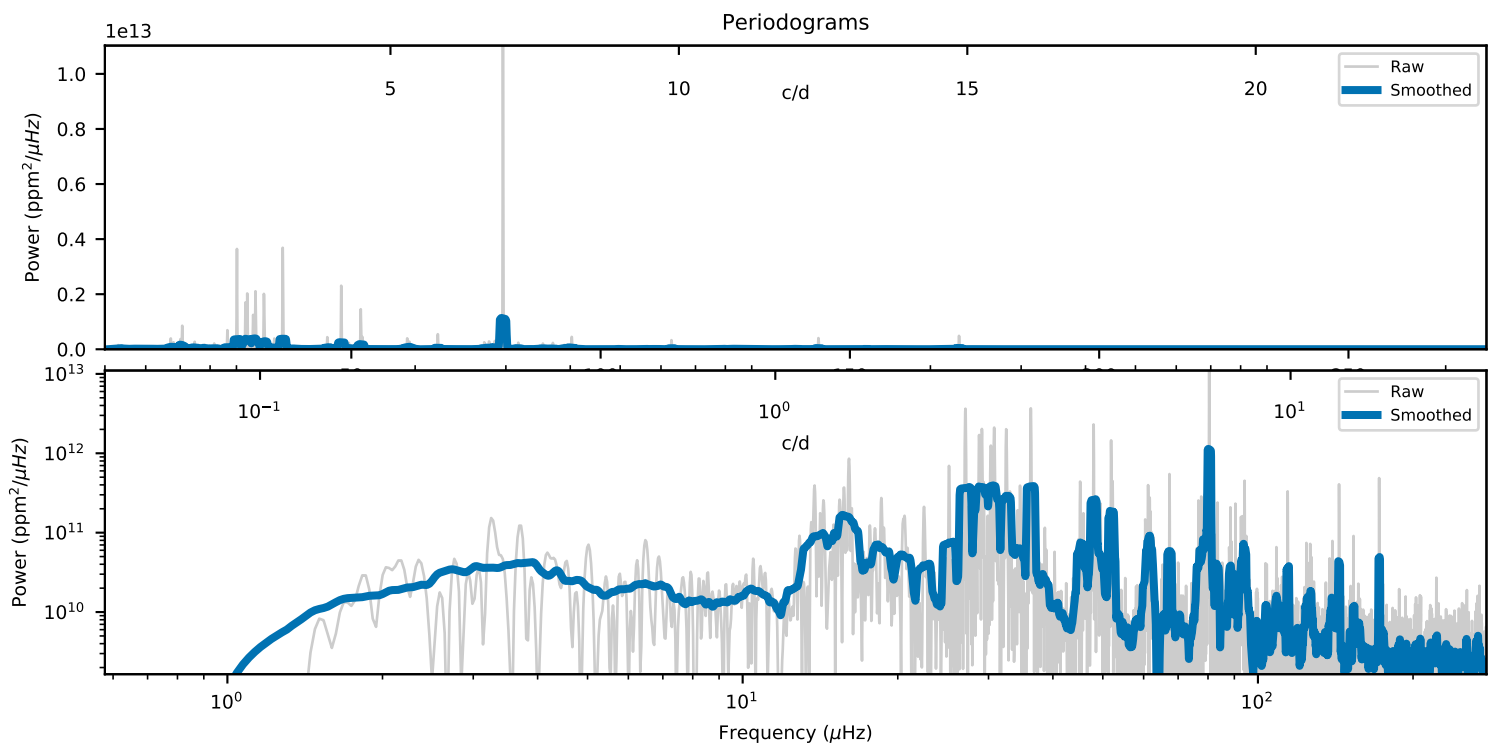 Periodograms
1e13
5 10 15 20
c/d
1.0
0.8
0.6
0.4
0.2
0.0
Power (ppm²/μHz)
Raw
Smoothed
10⁻¹ 10⁰ 10¹
c/d
10¹³
10¹²
10¹¹
10¹⁰
Power (ppm²/μHz)
Raw
Smoothed
10⁰ 10¹ 10²
Frequency (μHz)